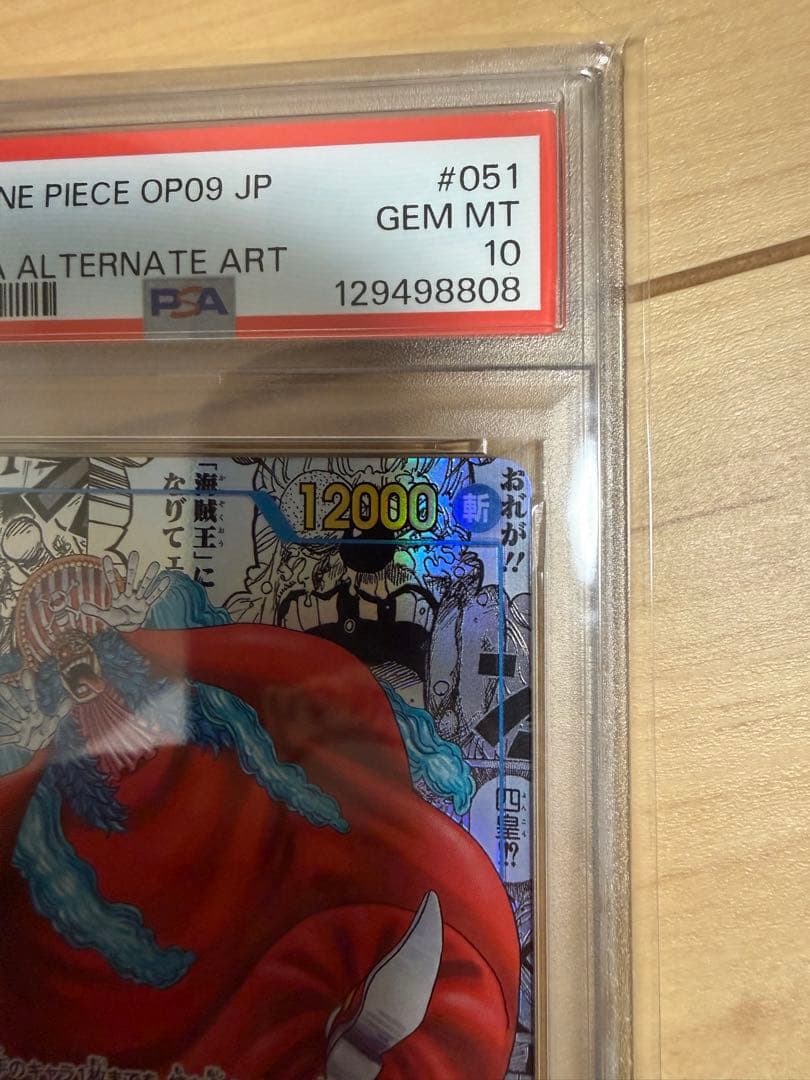 NE PIECE OP09 JP
#051
GEM MT
A ALTERNATE ART
10
PSA
129498808
12000
斬
おれが!!
「海賊王」に
なげてェ
四皇!?